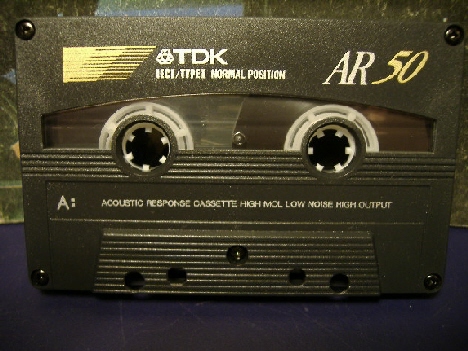 TDK
AR 50
IECI/TYPEI NORMAL POSITION
A: ACOUSTIC RESPONSE CASSETTE HIGH MOL LOW NOISE HIGH OUTPUT